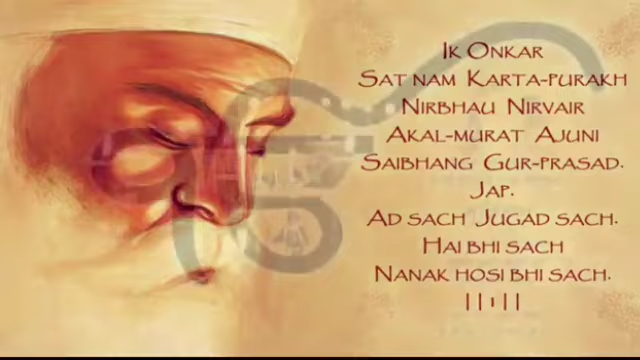 IK ONKAR
SAT NAM KARTA-PURAKH
NIRBHAU NIRVAIR
AKAL-MURAT AJUNI
SAIBHANG GUR-PRASAD.
JAP.
AD SACH JUGAD SACH.
HAI BHI SACH
NANAK HOSI BHI SACH.
||1||
ੴ